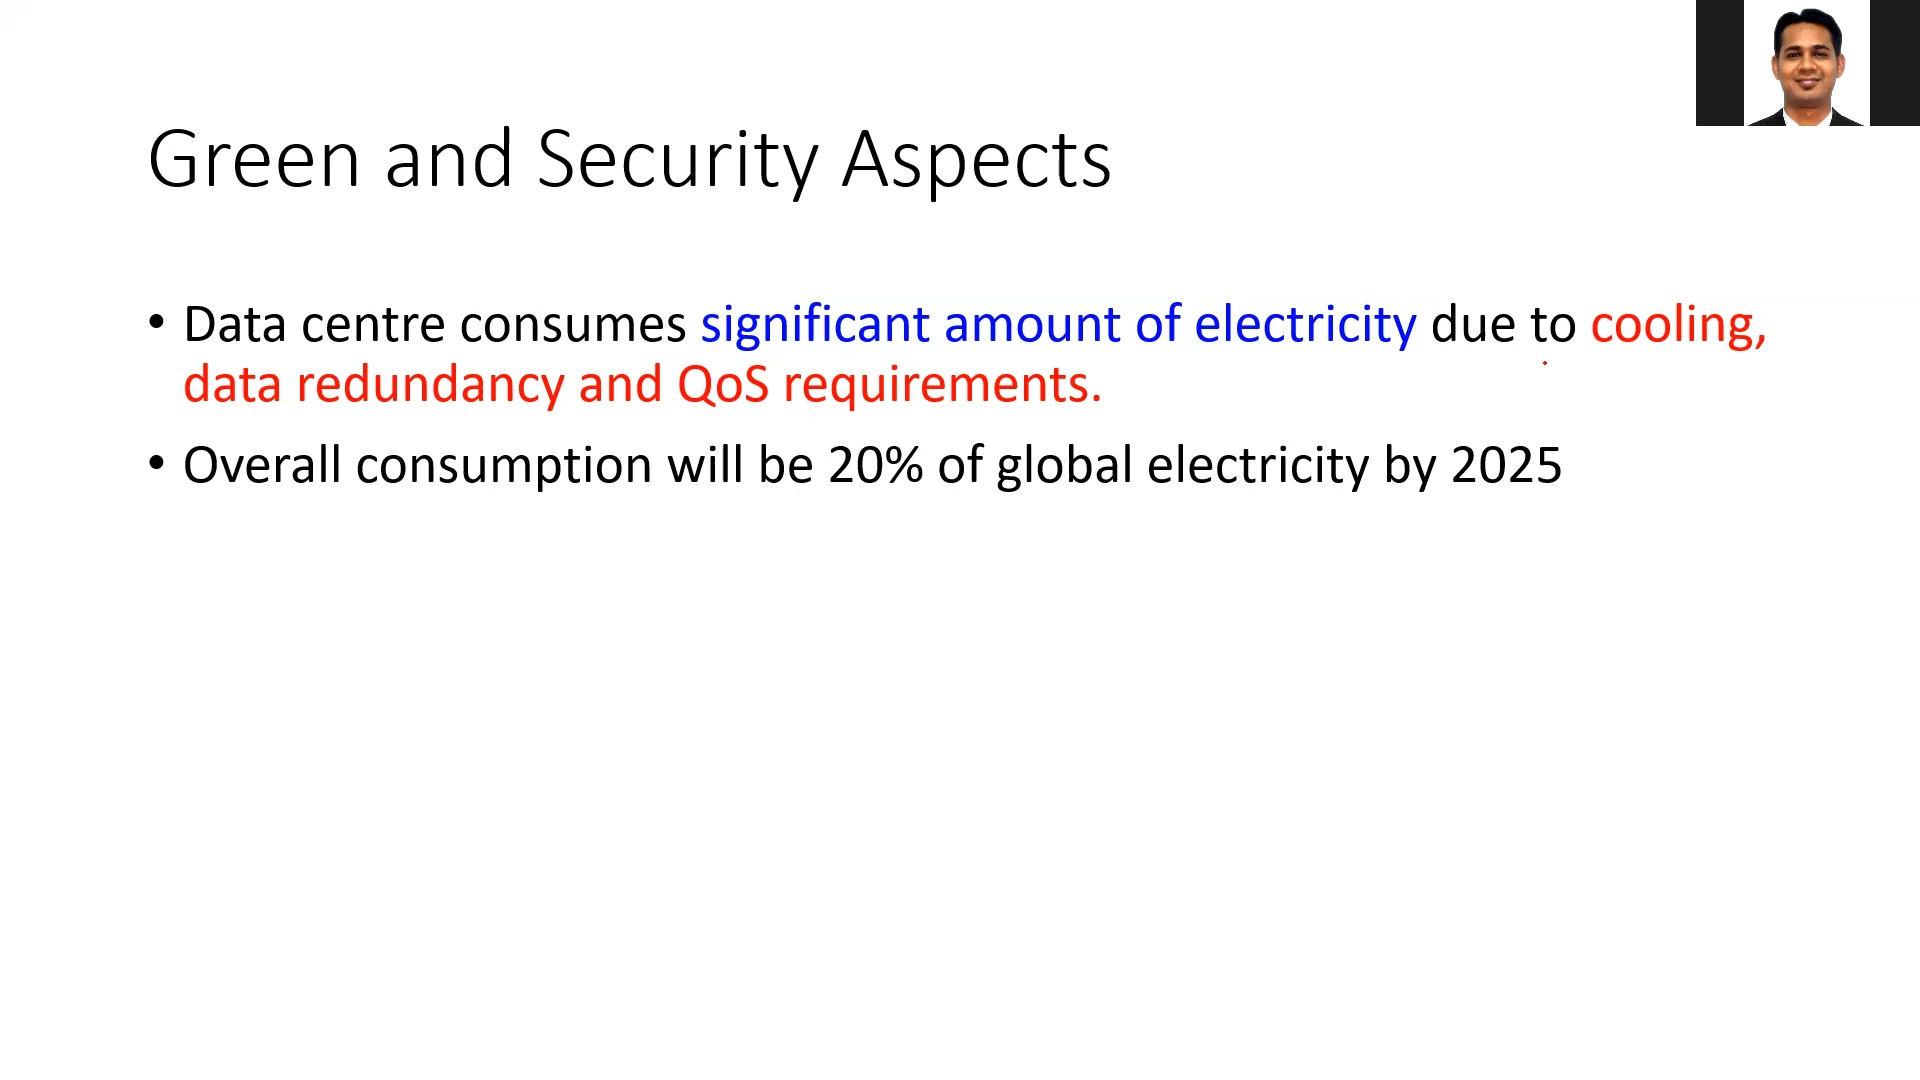 Green and Security Aspects
• Data centre consumes significant amount of electricity due to cooling,
data redundancy and QoS requirements.
• Overall consumption will be 20% of global electricity by 2025